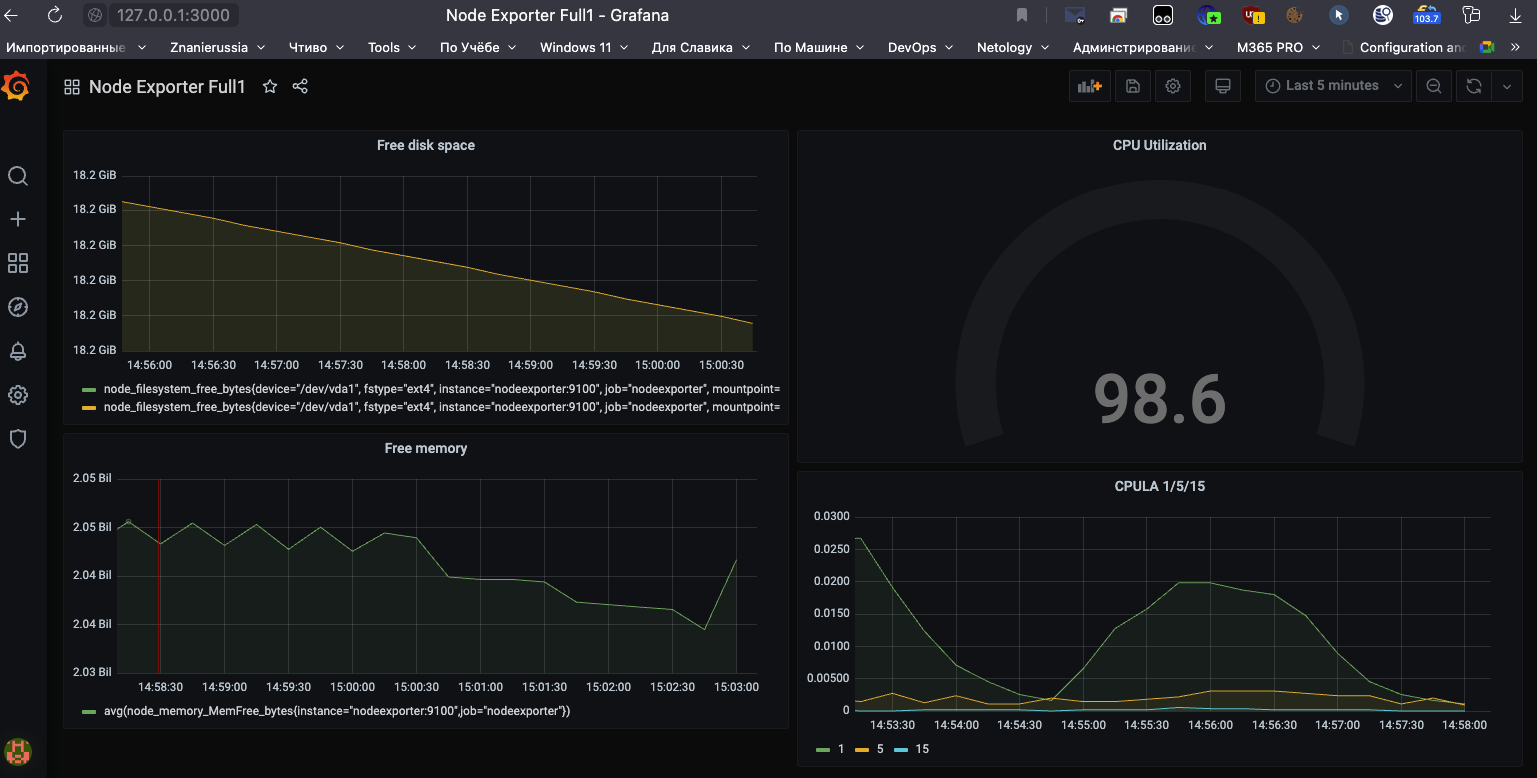 127.0.0.1:3000
Node Exporter Full1 - Grafana
103.7
Импортированные
Znanierussia
Чтиво
Tools
По Учёбе
Windows 11
Для Славика
По Машине
DevOps
Netology
Админстрирование
M365 PRO
Configuration and
Node Exporter Full1
Last 5 minutes
Free disk space
18.2 GiB
18.2 GiB
18.2 GiB
18.2 GiB
18.2 GiB
18.2 GiB
14:56:00 14:56:30 14:57:00 14:57:30 14:58:00 14:58:30 14:59:00 14:59:30 15:00:00 15:00:30
node_filesystem_free_bytes{device="/dev/vda1", fstype="ext4", instance="nodeexporter:9100", job="nodeexporter", mountpoint=
node_filesystem_free_bytes{device="/dev/vda1", fstype="ext4", instance="nodeexporter:9100", job="nodeexporter", mountpoint=
CPU Utilization
98.6
Free memory
2.05 Bil
2.05 Bil
2.04 Bil
2.04 Bil
2.03 Bil
14:58:30 14:59:00 14:59:30 15:00:00 15:00:30 15:01:00 15:01:30 15:02:00 15:02:30 15:03:00
avg(node_memory_MemFree_bytes{instance="nodeexporter:9100",job="nodeexporter"})
CPULA 1/5/15
0.0300
0.0250
0.0200
0.0150
0.0100
0.00500
0
14:53:30 14:54:00 14:54:30 14:55:00 14:55:30 14:56:00 14:56:30 14:57:00 14:57:30 14:58:00
1 5 15